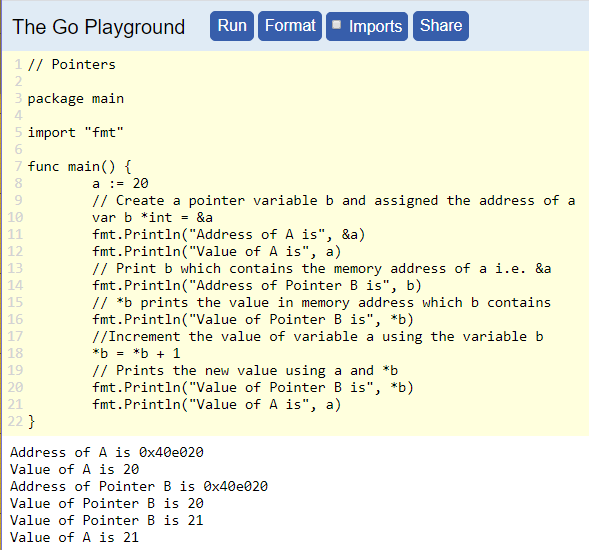 The Go Playground Run Format Imports Share
1 // Pointers
2
3 package main
4
5 import "fmt"
6
7 func main() {
8 a := 20
9 // Create a pointer variable b and assigned the address of a
10 var b *int = &a
11 fmt.Println("Address of A is", &a)
12 fmt.Println("Value of A is", a)
13 // Print b which contains the memory address of a i.e. &a
14 fmt.Println("Address of Pointer B is", b)
15 // *b prints the value in memory address which b contains
16 fmt.Println("Value of Pointer B is", *b)
17 //Increment the value of variable a using the variable b
18 *b = *b + 1
19 // Prints the new value using a and *b
20 fmt.Println("Value of Pointer B is", *b)
21 fmt.Println("Value of A is", a)
22 }
Address of A is 0x40e020
Value of A is 20
Address of Pointer B is 0x40e020
Value of Pointer B is 20
Value of Pointer B is 21
Value of A is 21